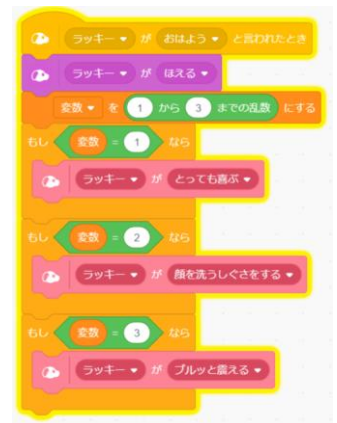 ラッキー が おはよう と言われたとき
ラッキー が ほえる
変数 を 1 から 3 までの乱数 にする
もし 変数 = 1 なら
ラッキー が とっても喜ぶ
もし 変数 = 2 なら
ラッキー が 顔を洗うしぐさをする
もし 変数 = 3 なら
ラッキー が ブルッと震える